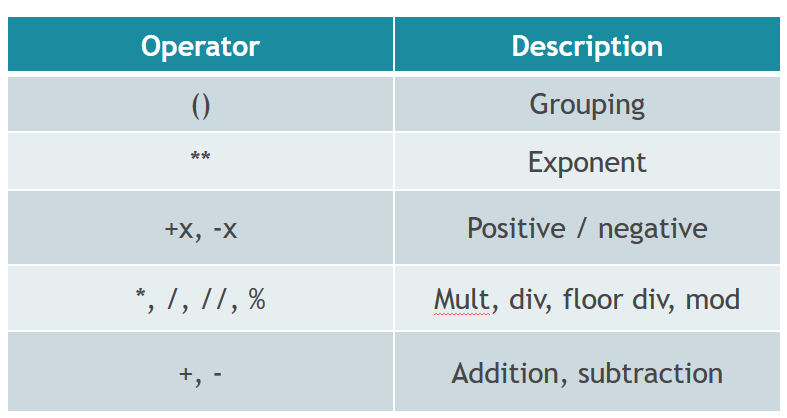 Operator Description
() Grouping
** Exponent
+x, -x Positive / negative
*, /, //, % Mult, div, floor div, mod
+, - Addition, subtraction